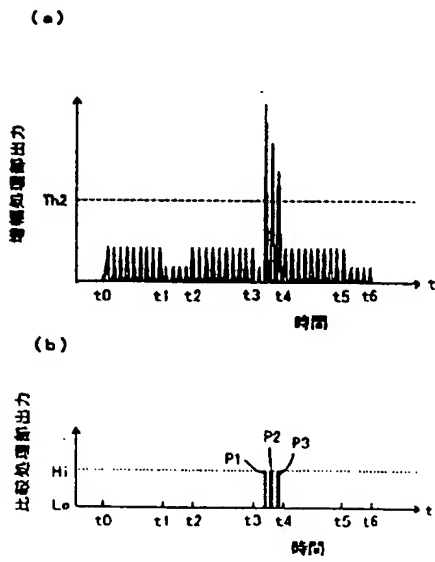 (a)
増幅処理部出力
Th2
t0 t1 t2 t3 t4 t5 t6 t
時間
(b)
比較処理部出力
P1 P2 P3
Hi
Lo
t0 t1 t2 t3 t4 t5 t6 t
時間